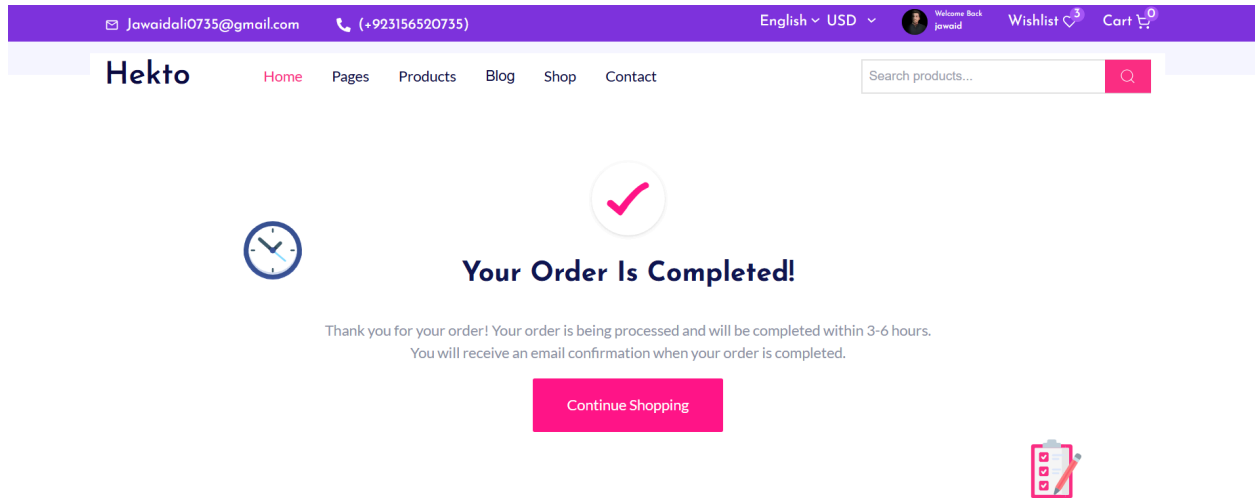 Jawaidali0735@gmail.com (+923156520735) English USD Welcome Back Wishlist 3 Cart 0
jawaid
Hekto Home Pages Products Blog Shop Contact Search products...
Your Order Is Completed!
Thank you for your order! Your order is being processed and will be completed within 3-6 hours.
You will receive an email confirmation when your order is completed.
Continue Shopping